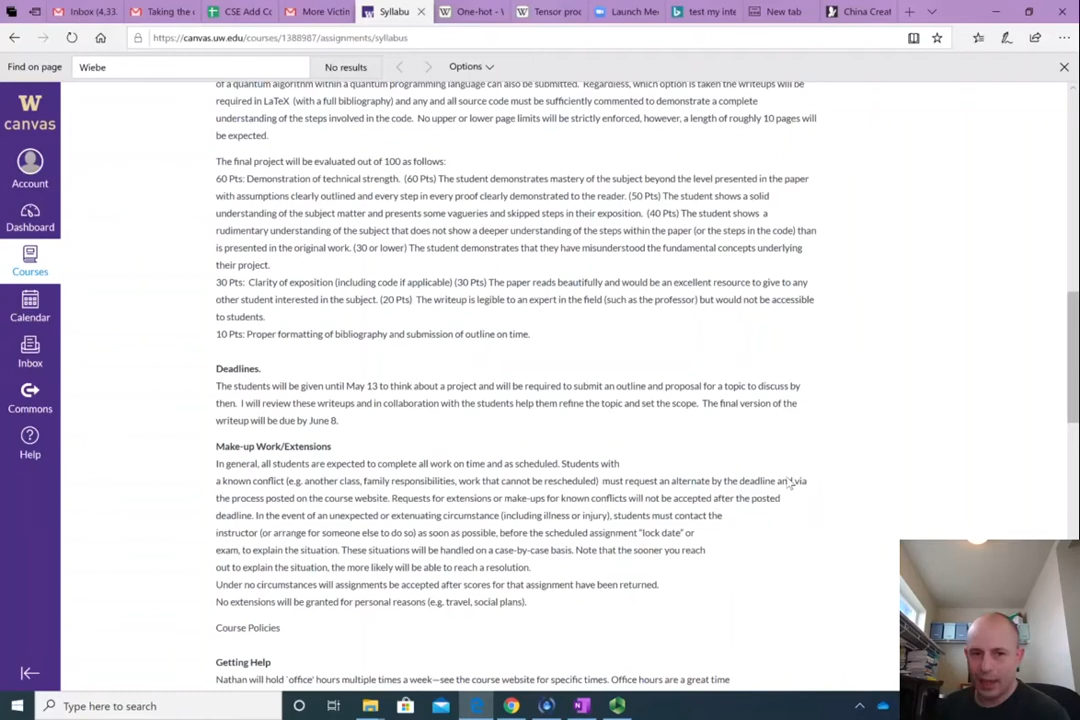 Inbox (4,33
Taking the
CSE Add Co
More Victin
Syllabu
One-hot - V
Tensor proc
Launch Me
test my inte
New tab
China Creat
https://canvas.uw.edu/courses/1388987/assignments/syllabus
Find on page
Wiebe
No results
Options
of a quantum algorithm within a quantum programming language can also be submitted. Regardless, which option is taken the writeups will be
required in LaTeX (with a full bibliography) and any and all source code must be sufficiently commented to demonstrate a complete
understanding of the steps involved in the code. No upper or lower page limits will be strictly enforced, however, a length of roughly 10 pages will
be expected.
The final project will be evaluated out of 100 as follows:
60 Pts: Demonstration of technical strength. (60 Pts) The student demonstrates mastery of the subject beyond the level presented in the paper
with assumptions clearly outlined and every step in every proof clearly demonstrated to the reader. (50 Pts) The student shows a solid
understanding of the subject matter and presents some vagueries and skipped steps in their exposition. (40 Pts) The student shows a
rudimentary understanding of the subject that does not show a deeper understanding of the steps within the paper (or the steps in the code) than
is presented in the original work. (30 or lower) The student demonstrates that they have misunderstood the fundamental concepts underlying
their project.
30 Pts: Clarity of exposition (including code if applicable) (30 Pts) The paper reads beautifully and would be an excellent resource to give to any
other student interested in the subject. (20 Pts) The writeup is legible to an expert in the field (such as the professor) but would not be accessible
to students.
10 Pts: Proper formatting of bibliography and submission of outline on time.
Deadlines.
The students will be given until May 13 to think about a project and will be required to submit an outline and proposal for a topic to discuss by
then. I will review these writeups and in collaboration with the students help them refine the topic and set the scope. The final version of the
writeup will be due by June 8.
Make-up Work/Extensions
In general, all students are expected to complete all work on time and as scheduled. Students with
a known conflict (e.g. another class, family responsibilities, work that cannot be rescheduled) must request an alternate by the deadline and via
the process posted on the course website. Requests for extensions or make-ups for known conflicts will not be accepted after the posted
deadline. In the event of an unexpected or extenuating circumstance (including illness or injury), students must contact the
instructor (or arrange for someone else to do so) as soon as possible, before the scheduled assignment "lock date" or
exam, to explain the situation. These situations will be handled on a case-by-case basis. Note that the sooner you reach
out to explain the situation, the more likely will be able to reach a resolution.
Under no circumstances will assignments be accepted after scores for that assignment have been returned.
No extensions will be granted for personal reasons (e.g. travel, social plans).
Course Policies
Getting Help
Nathan will hold `office' hours multiple times a week—see the course website for specific times. Office hours are a great time
W
canvas
Account
Dashboard
Courses
Calendar
Inbox
Commons
Help
Type here to search